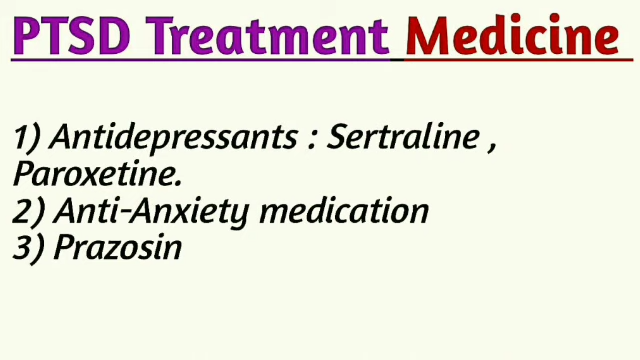 PTSD Treatment Medicine
1) Antidepressants : Sertraline ,
Paroxetine.
2) Anti-Anxiety medication
3) Prazosin